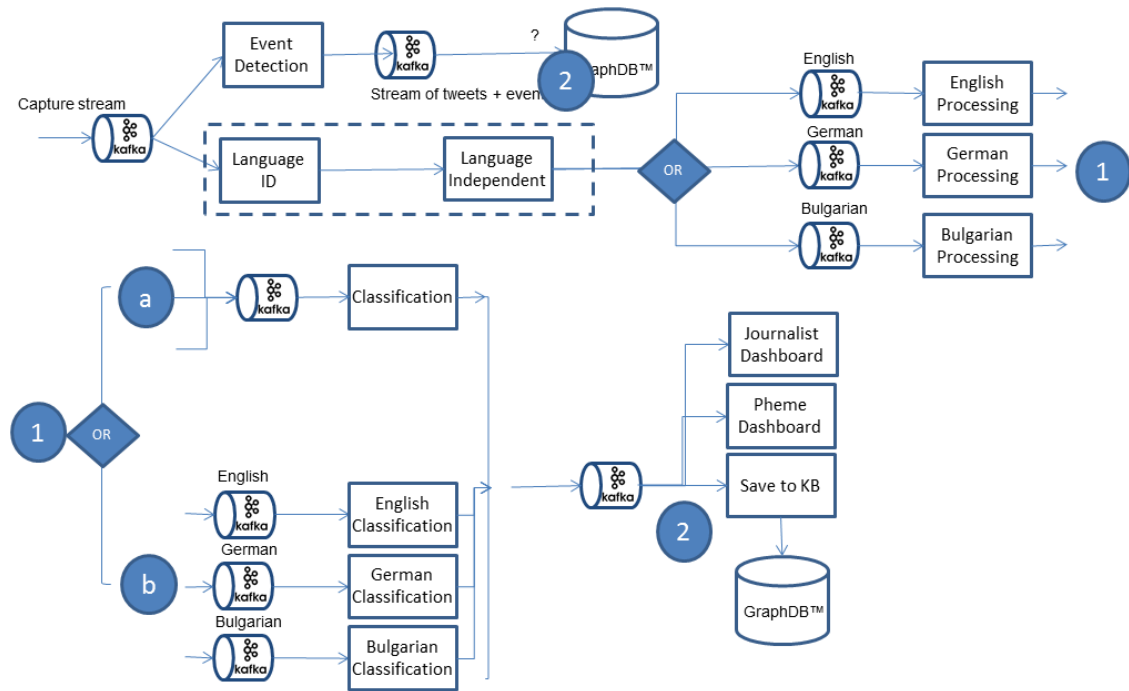 Event
Detection
kafka
?
2
raphDB™
Stream of tweets + even
Capture stream
kafka
Language
ID
Language
Independent
OR
English
kafka
English
Processing
German
kafka
German
Processing
1
Bulgarian
kafka
Bulgarian
Processing
a
kafka
Classification
1
OR
b
English
kafka
English
Classification
German
kafka
German
Classification
Bulgarian
kafka
Bulgarian
Classification
kafka
2
Journalist
Dashboard
Pheme
Dashboard
Save to KB
GraphDB™